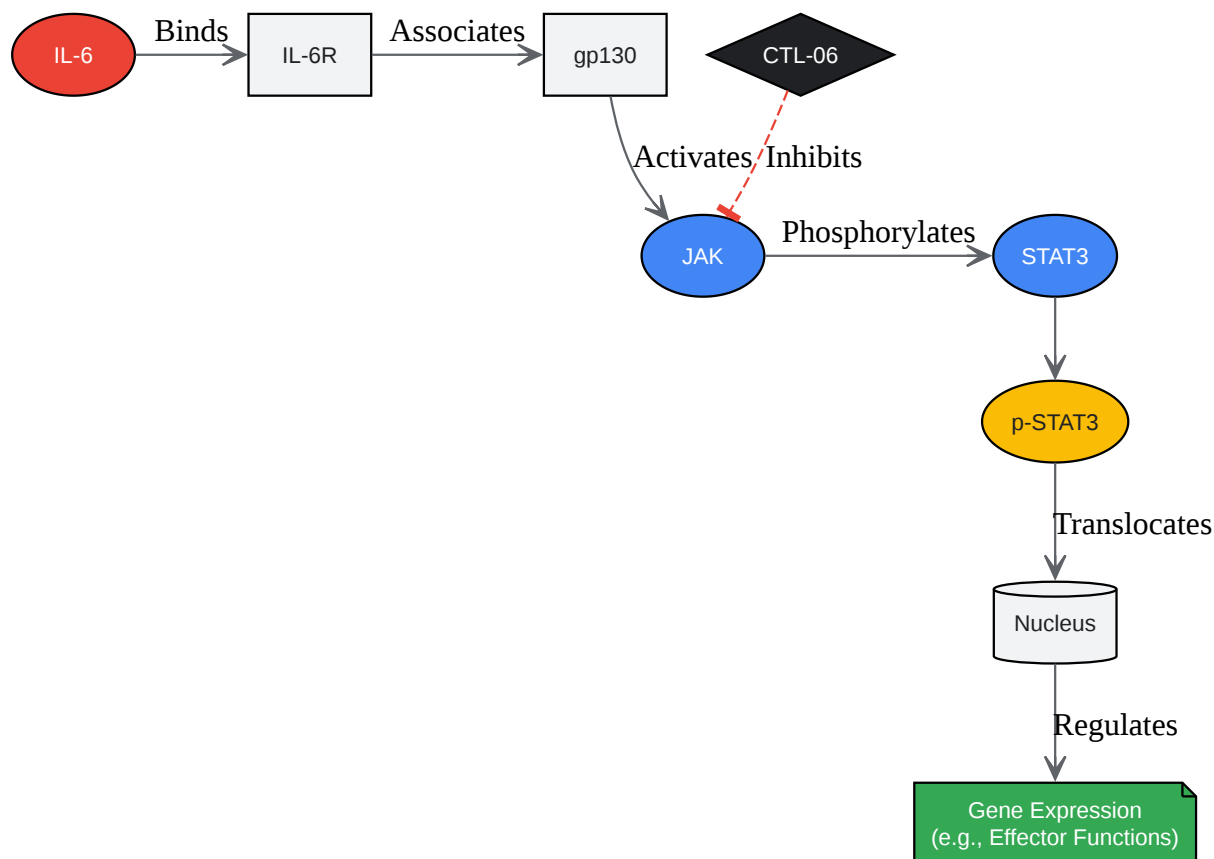 IL-6
Binds
IL-6R
Associates
gp130
CTL-06
Activates
Inhibits
JAK
Phosphorylates
STAT3
p-STAT3
Translocates
Nucleus
Regulates
Gene Expression
(e.g., Effector Functions)